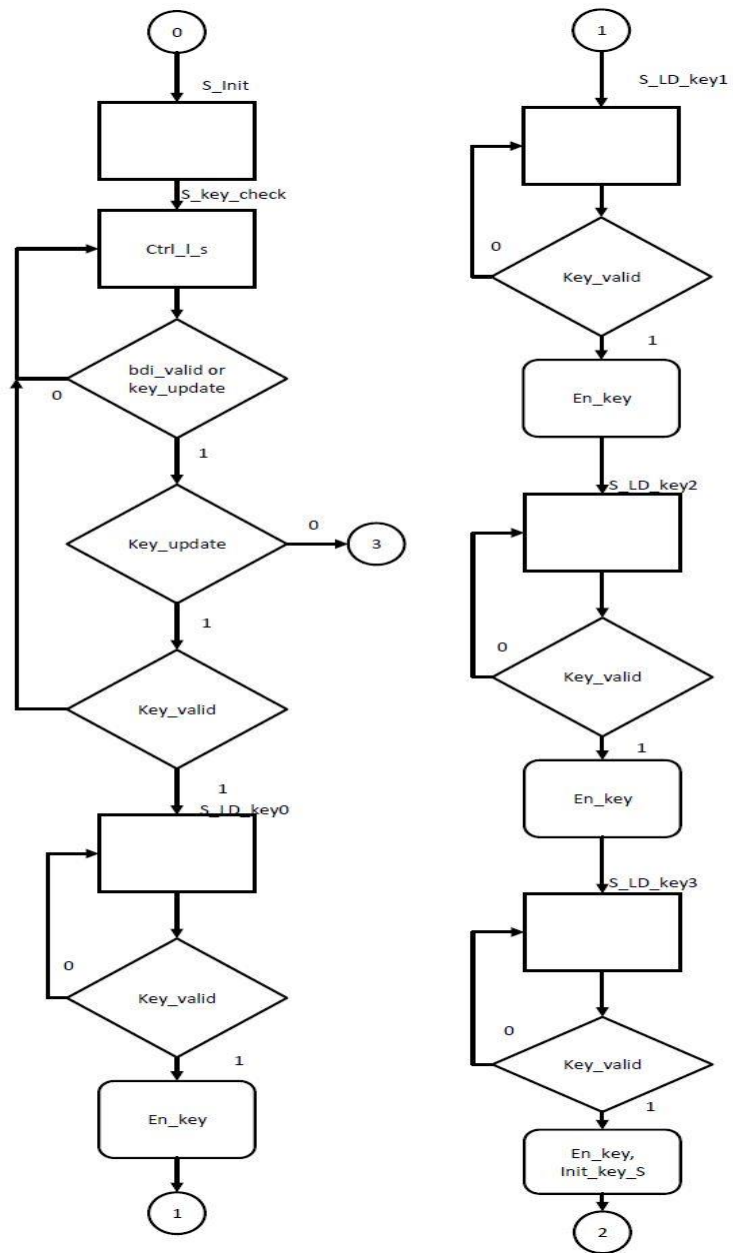 0
S_Init
S_key_check
Ctrl_l_s
bdi_valid or
key_update
0
1
Key_update
0
3
1
Key_valid
1
S_LD_key0
0
Key_valid
1
En_key
1
1
S_LD_key1
0
Key_valid
1
En_key
S_LD_key2
0
Key_valid
1
En_key
S_LD_key3
0
Key_valid
1
En_key,
Init_key_S
2